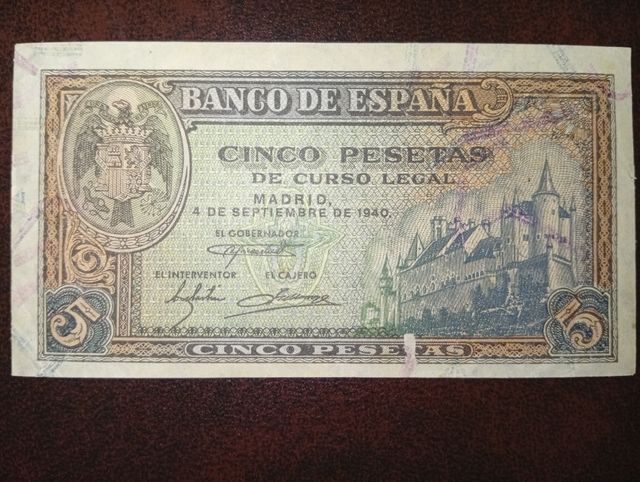 BANCO DE ESPAÑA
CINCO PESETAS
DE CURSO LEGAL
MADRID,
4 DE SEPTIEMBRE DE 1940,
EL GOBERNADOR
EL INTERVENTOR EL CAJERO
5 5
CINCO PESETAS